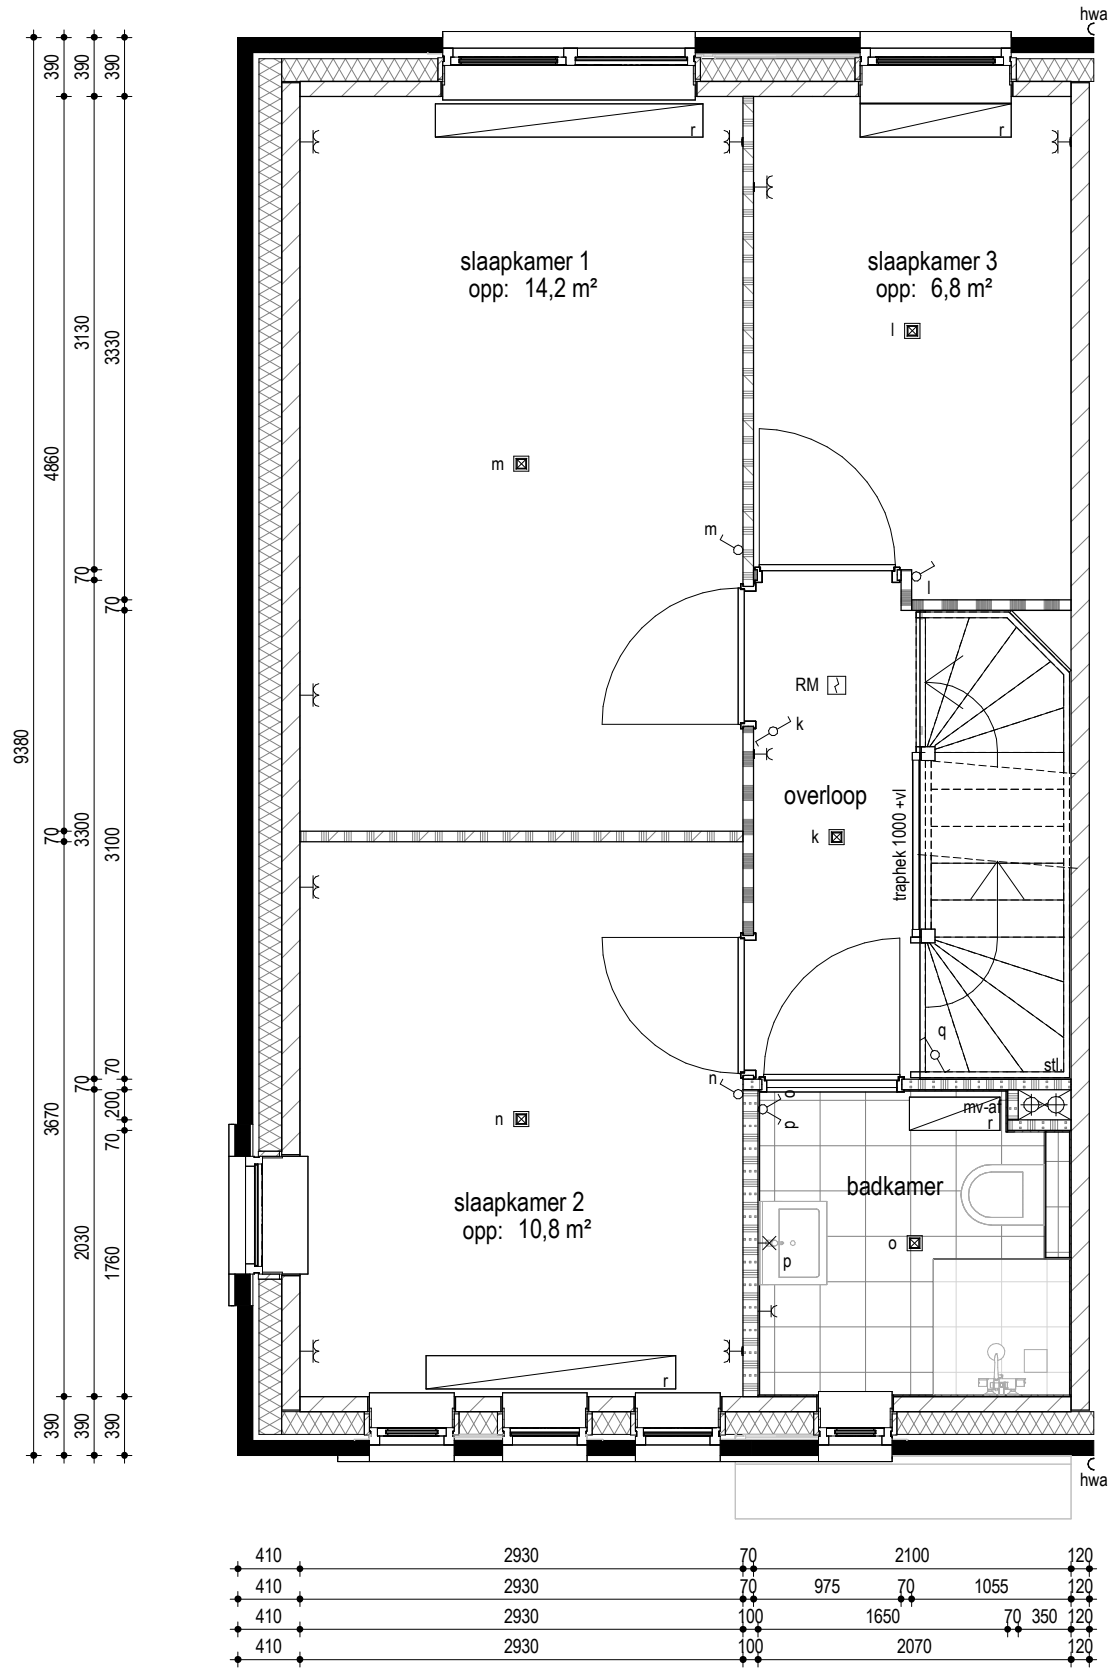 hwa
390
390
390
r
r
slaapkamer 1
opp: 14,2 m²
slaapkamer 3
opp: 6,8 m²
l
3130
3330
4860
m
m
70
l
70
RM
k
9380
overloop
k
traphek 1000 +vl
70
3300
3100
q
stl.
70
70
n
o
p
mv-af
r
200
3670
70
n
badkamer
slaapkamer 2
opp: 10,8 m²
2030
1760
o
p
r
390
390
390
hwa
410 2930 70 2100 120
410 2930 70 975 70 1055 120
410 2930 100 1650 70 350 120
410 2930 100 2070 120